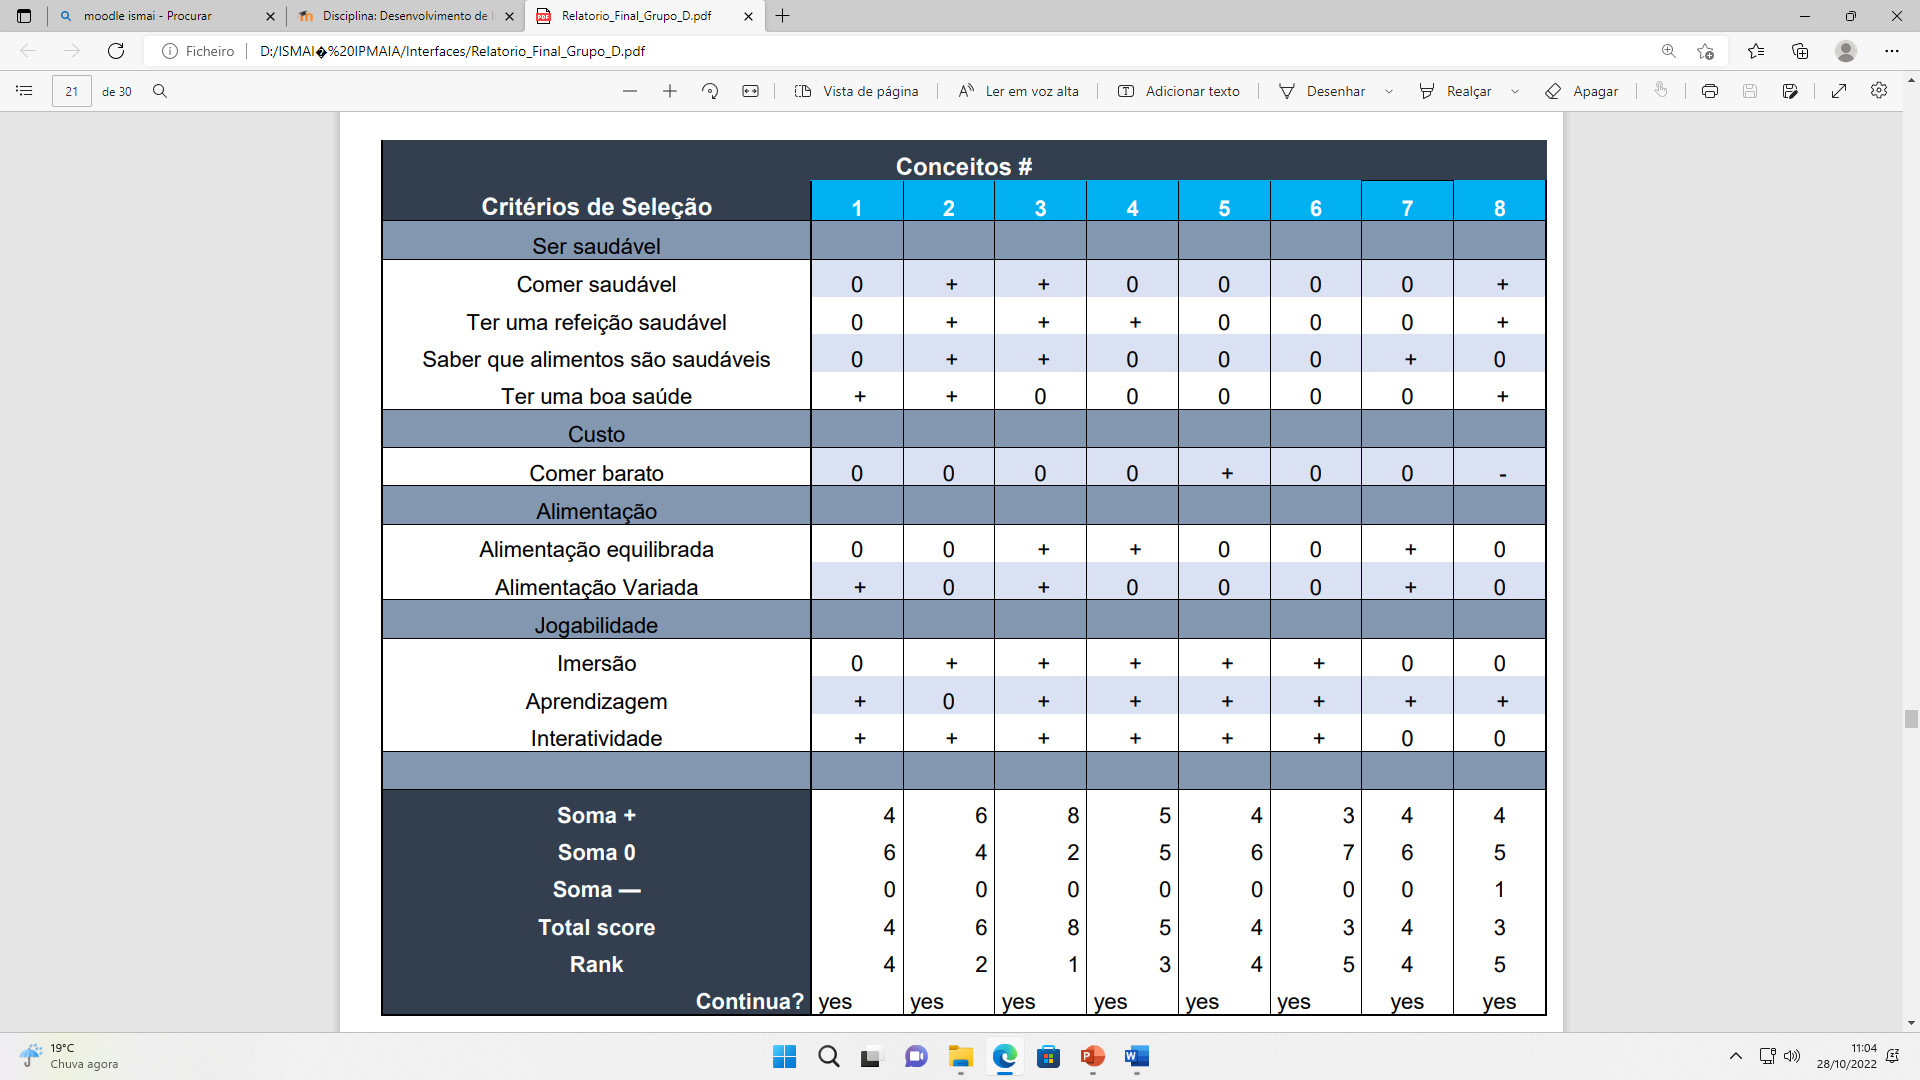 moodle ismai - Procurar
Disciplina: Desenvolvimento de I
Relatorio_Final_Grupo_D.pdf
Ficheiro D:/ISMAI�%20IPMAIA/Interfaces/Relatorio_Final_Grupo_D.pdf
21 de 30 Vista de página Ler em voz alta Adicionar texto Desenhar Realçar Apagar
Conceitos #
Critérios de Seleção 1 2 3 4 5 6 7 8
Ser saudável
Comer saudável 0 + + 0 0 0 0 +
Ter uma refeição saudável 0 + + + 0 0 0 +
Saber que alimentos são saudáveis 0 + + 0 0 0 + 0
Ter uma boa saúde + + 0 0 0 0 0 +
Custo
Comer barato 0 0 0 0 + 0 0 -
Alimentação
Alimentação equilibrada 0 0 + + 0 0 + 0
Alimentação Variada + 0 + 0 0 0 + 0
Jogabilidade
Imersão 0 + + + + + 0 0
Aprendizagem + 0 + + + + + +
Interatividade + + + + + + 0 0
Soma + 4 6 8 5 4 3 4 4
Soma 0 6 4 2 5 6 7 6 5
Soma — 0 0 0 0 0 0 0 1
Total score 4 6 8 5 4 3 4 3
Rank 4 2 1 3 4 5 4 5
Continua? yes yes yes yes yes yes yes yes
19°C
Chuva agora
11:04
28/10/2022